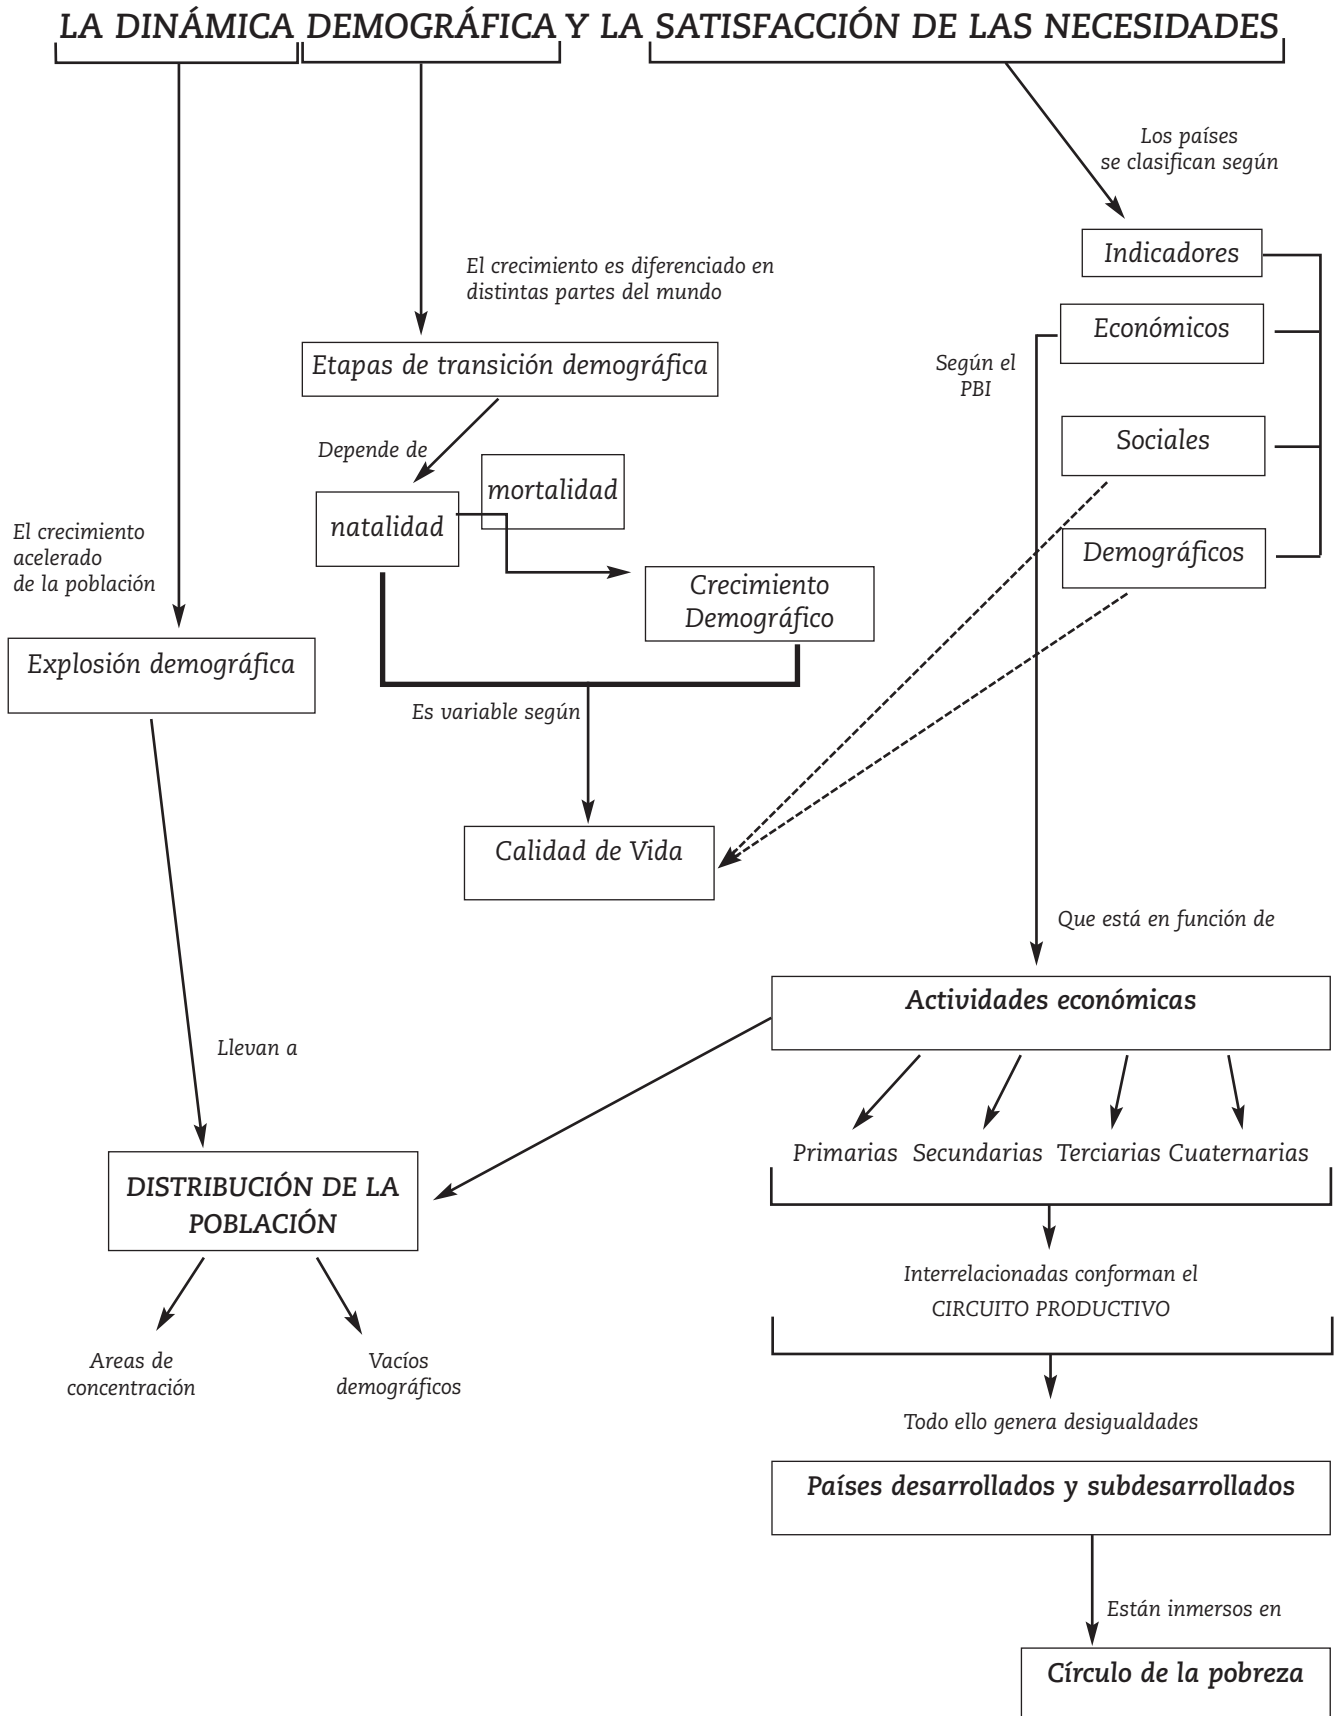 LA DINÁMICA DEMOGRÁFICA Y LA SATISFACCIÓN DE LAS NECESIDADES
Los países
se clasifican según
Indicadores
El crecimiento es diferenciado en
distintas partes del mundo
Económicos
Etapas de transición demográfica
Según el
PBI
Sociales
Depende de
mortalidad
natalidad
El crecimiento
acelerado
de la población
Demográficos
Crecimiento
Demográfico
Explosión demográfica
Es variable según
Calidad de Vida
Que está en función de
Actividades económicas
Llevan a
Primarias Secundarias Terciarias Cuaternarias
DISTRIBUCIÓN DE LA
POBLACIÓN
Interrelacionadas conforman el
CIRCUITO PRODUCTIVO
Areas de
concentración
Vacíos
demográficos
Todo ello genera desigualdades
Países desarrollados y subdesarrollados
Están inmersos en
Círculo de la pobreza